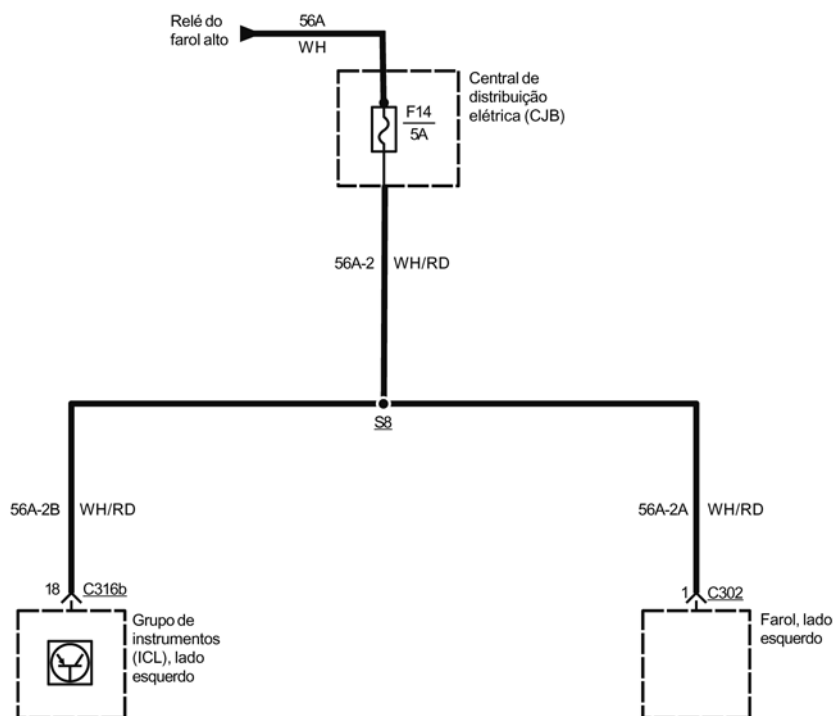 Relé do
farol alto
56A
WH
Central de
distribuição
elétrica (CJB)
F14
5A
56A-2
WH/RD
S8
56A-2B
WH/RD
56A-2A
WH/RD
18
C316b
1
C302
Grupo de
instrumentos
(ICL), lado
esquerdo
Farol, lado
esquerdo